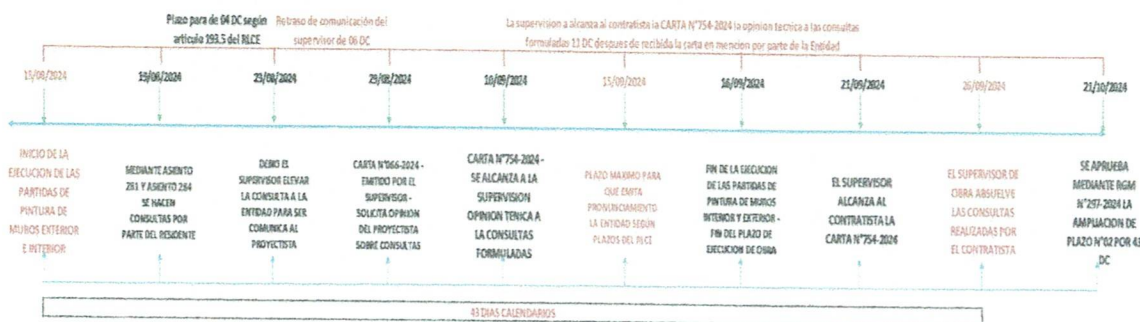 Plazo para de 04 DC según
articulo 193.5 del RLCE
Retraso de comunicación del
supervisor de 06 DC
La supervision a alcanza al contratista la CARTA N°754-2024 la opinion tecnica a las consultas
formuladas 11 DC despues de recibida la carta en mencion por parte de la Entidad
15/08/2024
19/08/2024
23/08/2024
29/08/2024
10/09/2024
15/09/2024
16/09/2024
21/09/2024
26/09/2024
21/10/2024
INICIO DE LA
EJECUCION DE LAS
PARTIDAS DE
PINTURA DE
MUROS EXTERIOR
E INTERIOR
MEDIANTE ASIENTO
281 Y ASIENTO 284
SE HACEN
CONSULTAS POR
PARTE DEL RESIDENTE
DEBIO EL
SUPERVISOR ELEVAR
LA CONSULTA A LA
ENTIDAD PARA SER
COMUNICA AL
PROYECTISTA
CARTA N°066-2024 -
EMITIDO POR EL
SUPERVISOR -
SOLICITA OPINION
DEL PROYECTISTA
SOBRE CONSULTAS
CARTA N°754-2024 -
SE ALCANZA A LA
SUPERVISION
OPINION TENICA A
LA CONSULTAS
FORMULADAS
PLAZO MAXIMO PARA
QUE EMITA
PRONUNCIAMIENTO
LA ENTIDAD SEGÚN
PLAZOS DEL
FIN DE LA EJECUCION
DE LAS PARTIDAS DE
PINTURA DE MUROS
INTERIOR Y EXTERIOR -
FIN DEL PLAZO DE
EJECUCION DE OBRA
EL SUPERVISOR
ALCANZA AL
CONTRATISTA LA
CARTA N°754-2024
EL SUPERVISOR DE
OBRA ABSUELVE
LAS CONSULTAS
REALIZADAS POR
EL CONTRATISTA
SE APRUEBA
MEDIANTE RGM
N°297-2024 LA
AMPLIACION DE
PLAZO N°02 POR 43
DC
43 DIAS CALENDARIOS